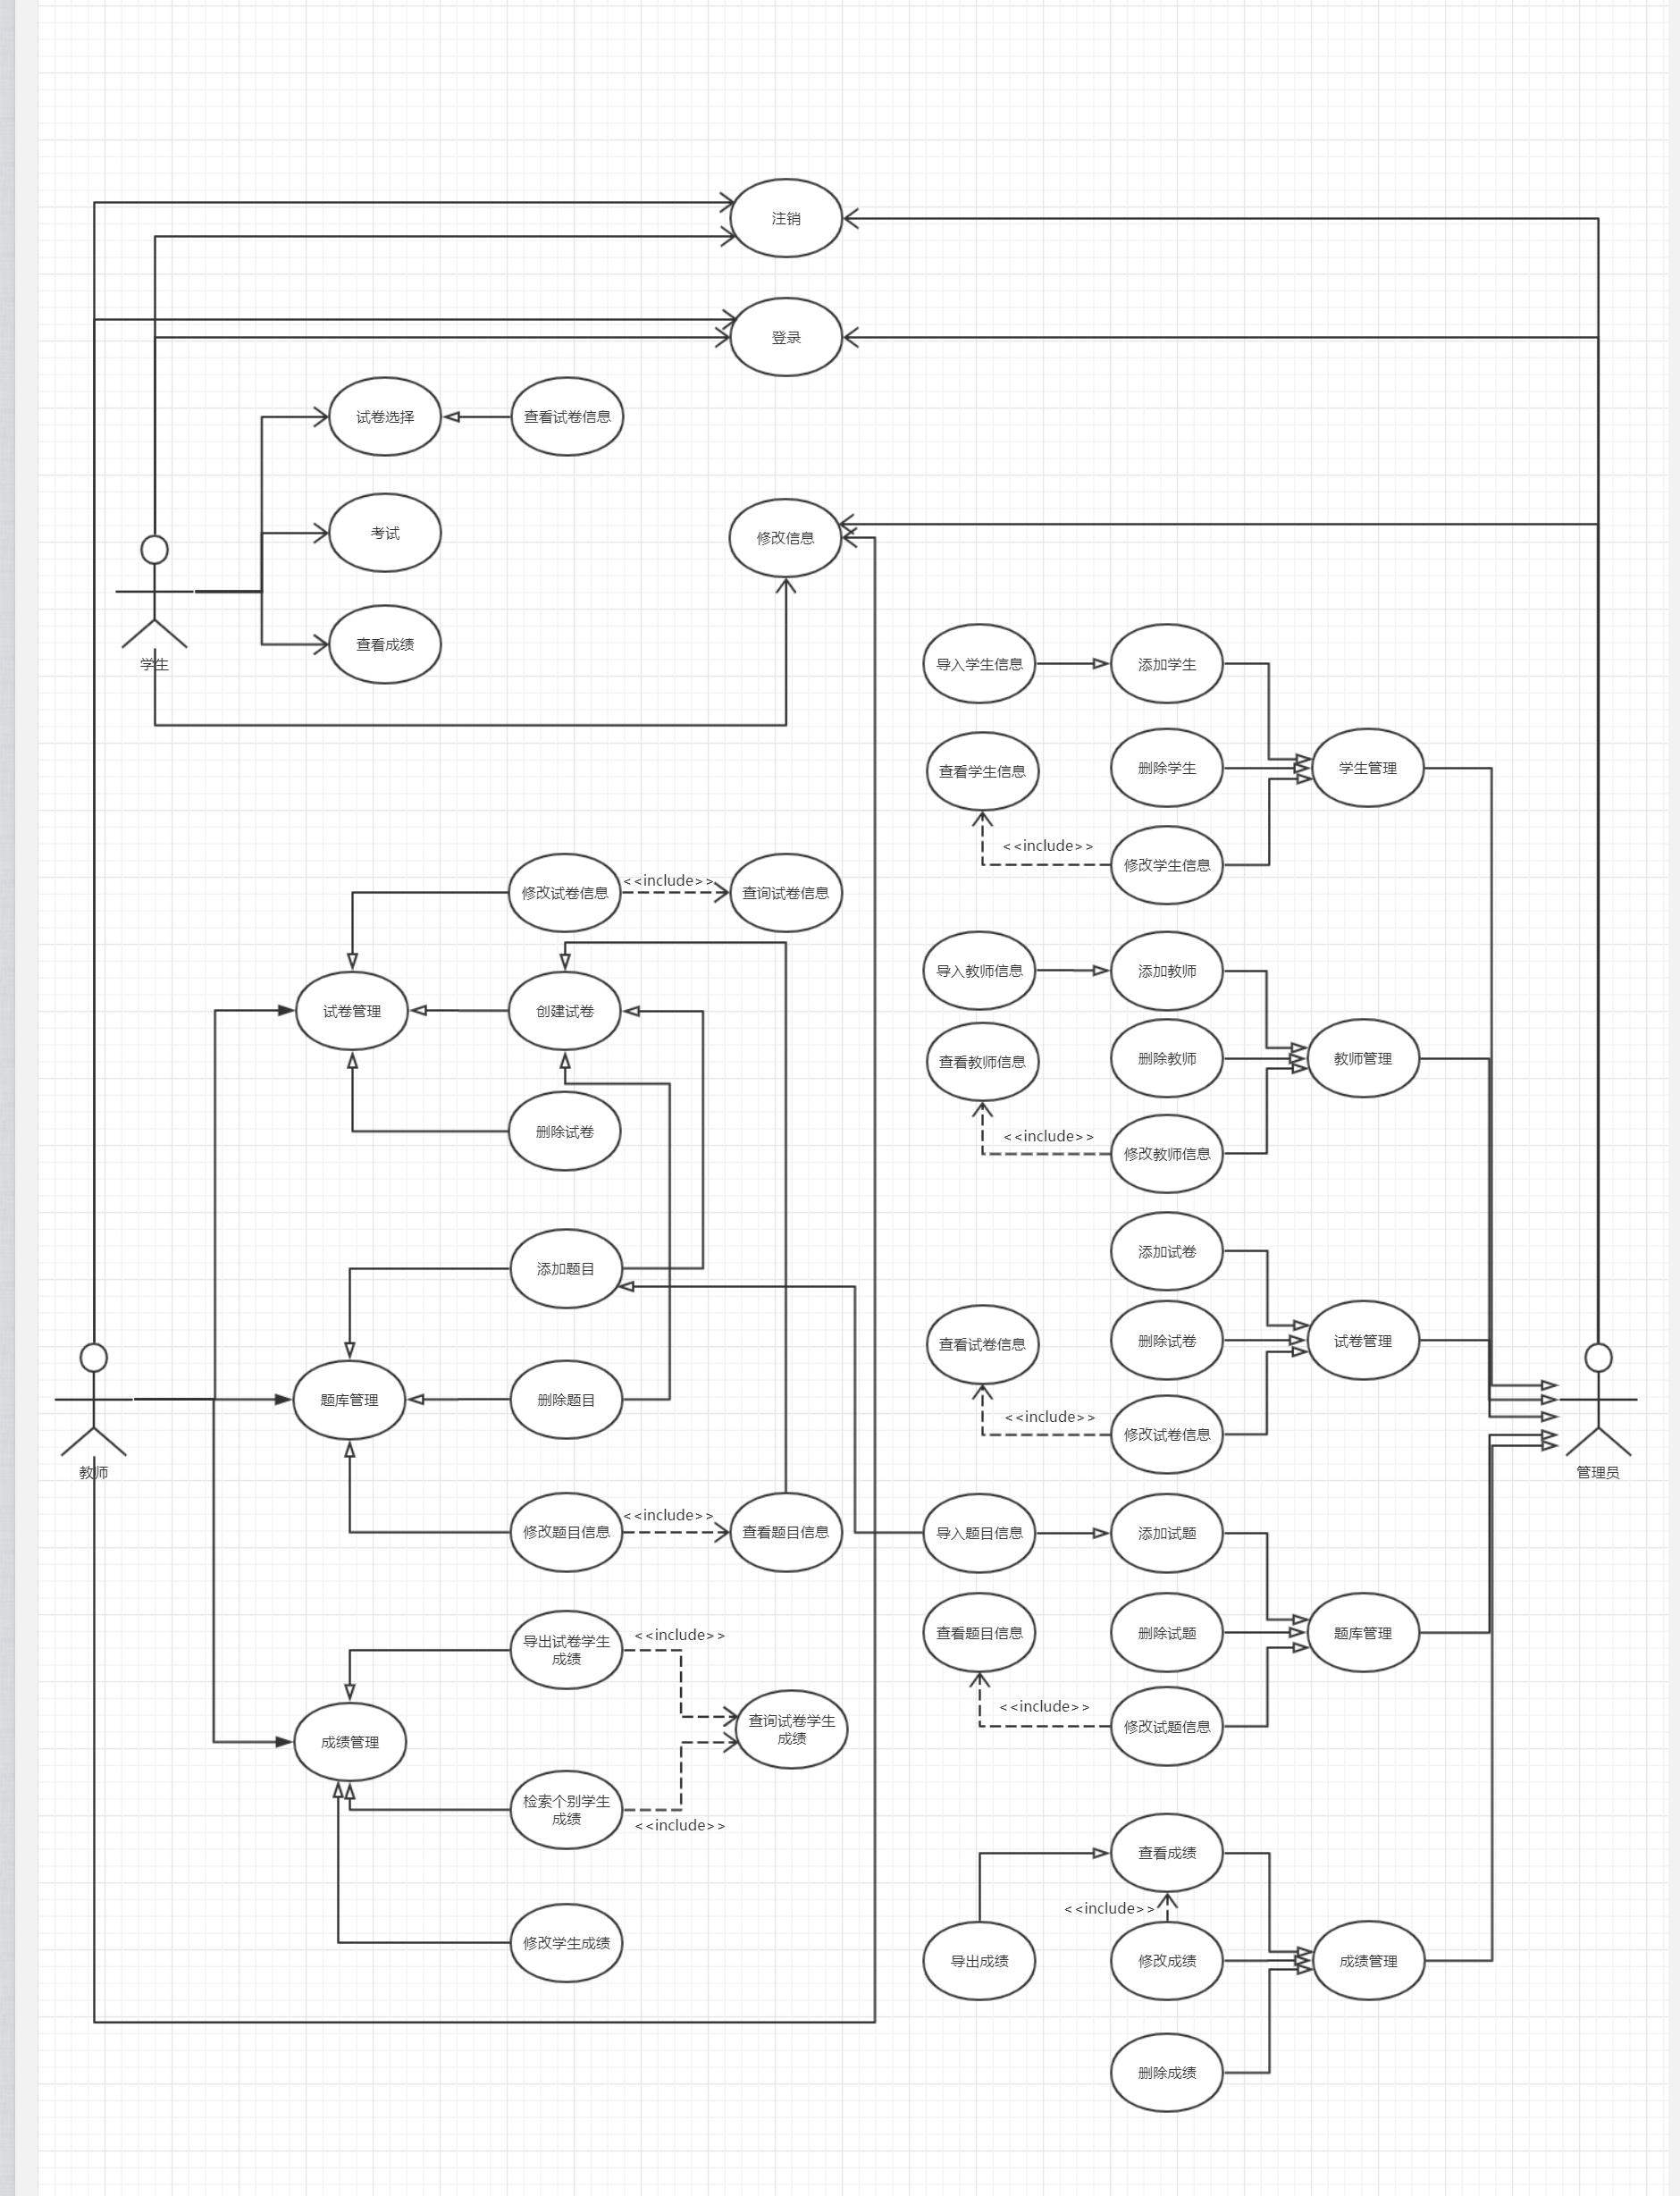 注销
登录
试卷选择
查看试卷信息
考试
修改信息
查看成绩
学生
导入学生信息
添加学生
查看学生信息
删除学生
学生管理
<<include>>
修改学生信息
修改试卷信息
<<include>>
查询试卷信息
导入教师信息
添加教师
试卷管理
创建试卷
查看教师信息
删除教师
教师管理
删除试卷
<<include>>
修改教师信息
添加试卷
添加题目
查看试卷信息
删除试卷
试卷管理
题库管理
删除题目
<<include>>
修改试卷信息
教师
管理员
修改题目信息
<<include>>
查看题目信息
导入题目信息
添加试题
导出试卷学生
成绩
<<include>>
查看题目信息
删除试题
题库管理
成绩管理
查询试卷学生
成绩
<<include>>
修改试题信息
检索个别学生
成绩
<<include>>
查看成绩
<<include>>
修改学生成绩
导出成绩
修改成绩
成绩管理
删除成绩